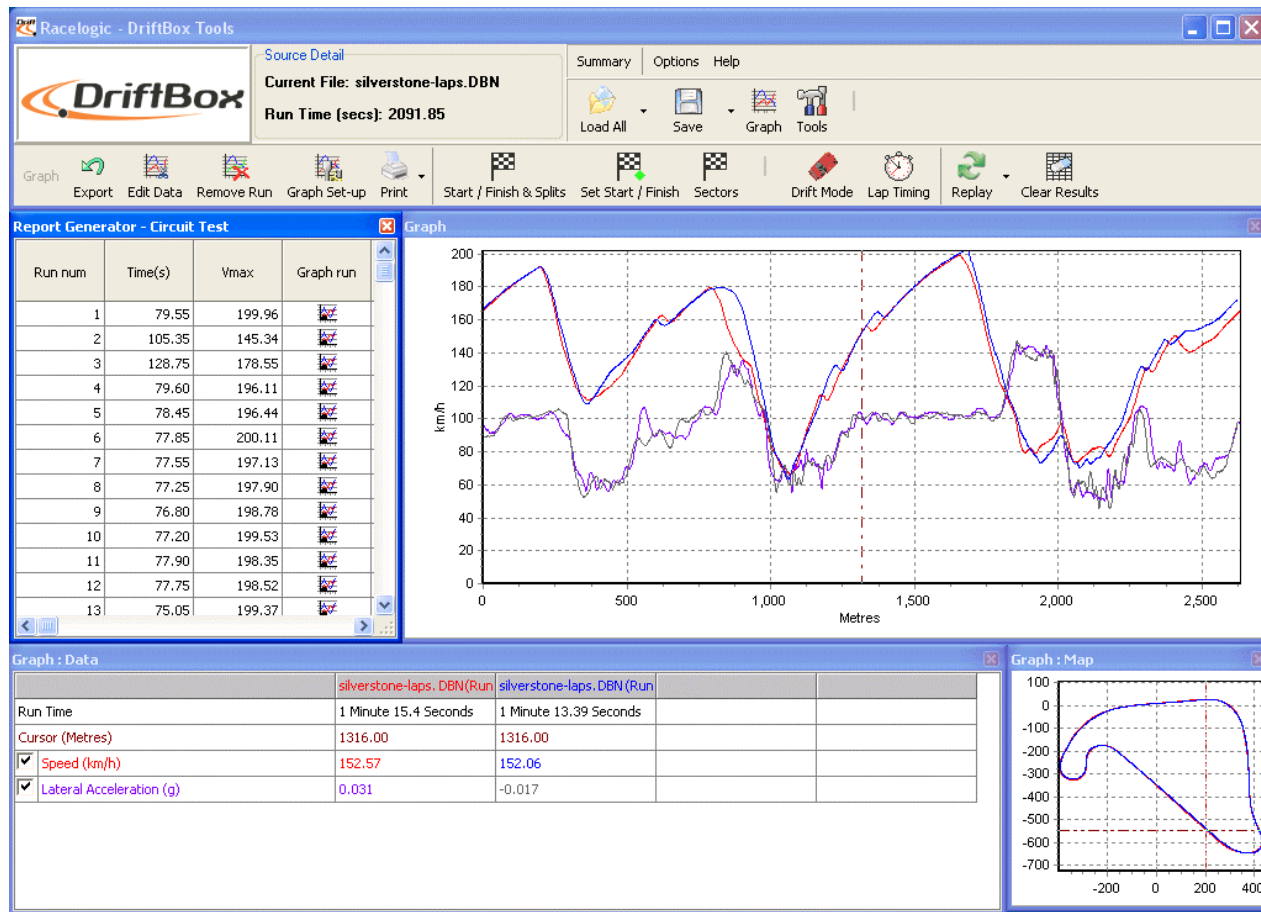 Racelogic - DriftBox Tools
DriftBox
Source Detail
Current File: silverstone-laps.DBN
Run Time (secs): 2091.85
Summary Options Help
Load All Save Graph Tools
Graph Export Edit Data Remove Run Graph Set-up Print Start / Finish & Splits Set Start / Finish Sectors Drift Mode Lap Timing Replay Clear Results
Report Generator - Circuit Test
Run num Time(s) Vmax Graph run
1 79.55 199.96
2 105.35 145.34
3 128.75 178.55
4 79.60 196.11
5 78.45 196.44
6 77.85 200.11
7 77.55 197.13
8 77.25 197.90
9 76.80 198.78
10 77.20 199.53
11 77.90 198.35
12 77.75 198.52
13 75.05 199.37
Graph
200
180
160
140
120
100
80
60
40
20
0
km/h
0 500 1,000 1,500 2,000 2,500
Metres
Graph : Data
silverstone-laps.DBN(Run silverstone-laps.DBN(Run
Run Time 1 Minute 15.4 Seconds 1 Minute 13.39 Seconds
Cursor (Metres) 1316.00 1316.00
Speed (km/h) 152.57 152.06
Lateral Acceleration (g) 0.031 -0.017
Graph : Map
100
0
-100
-200
-300
-400
-500
-600
-700
-200 0 200 400